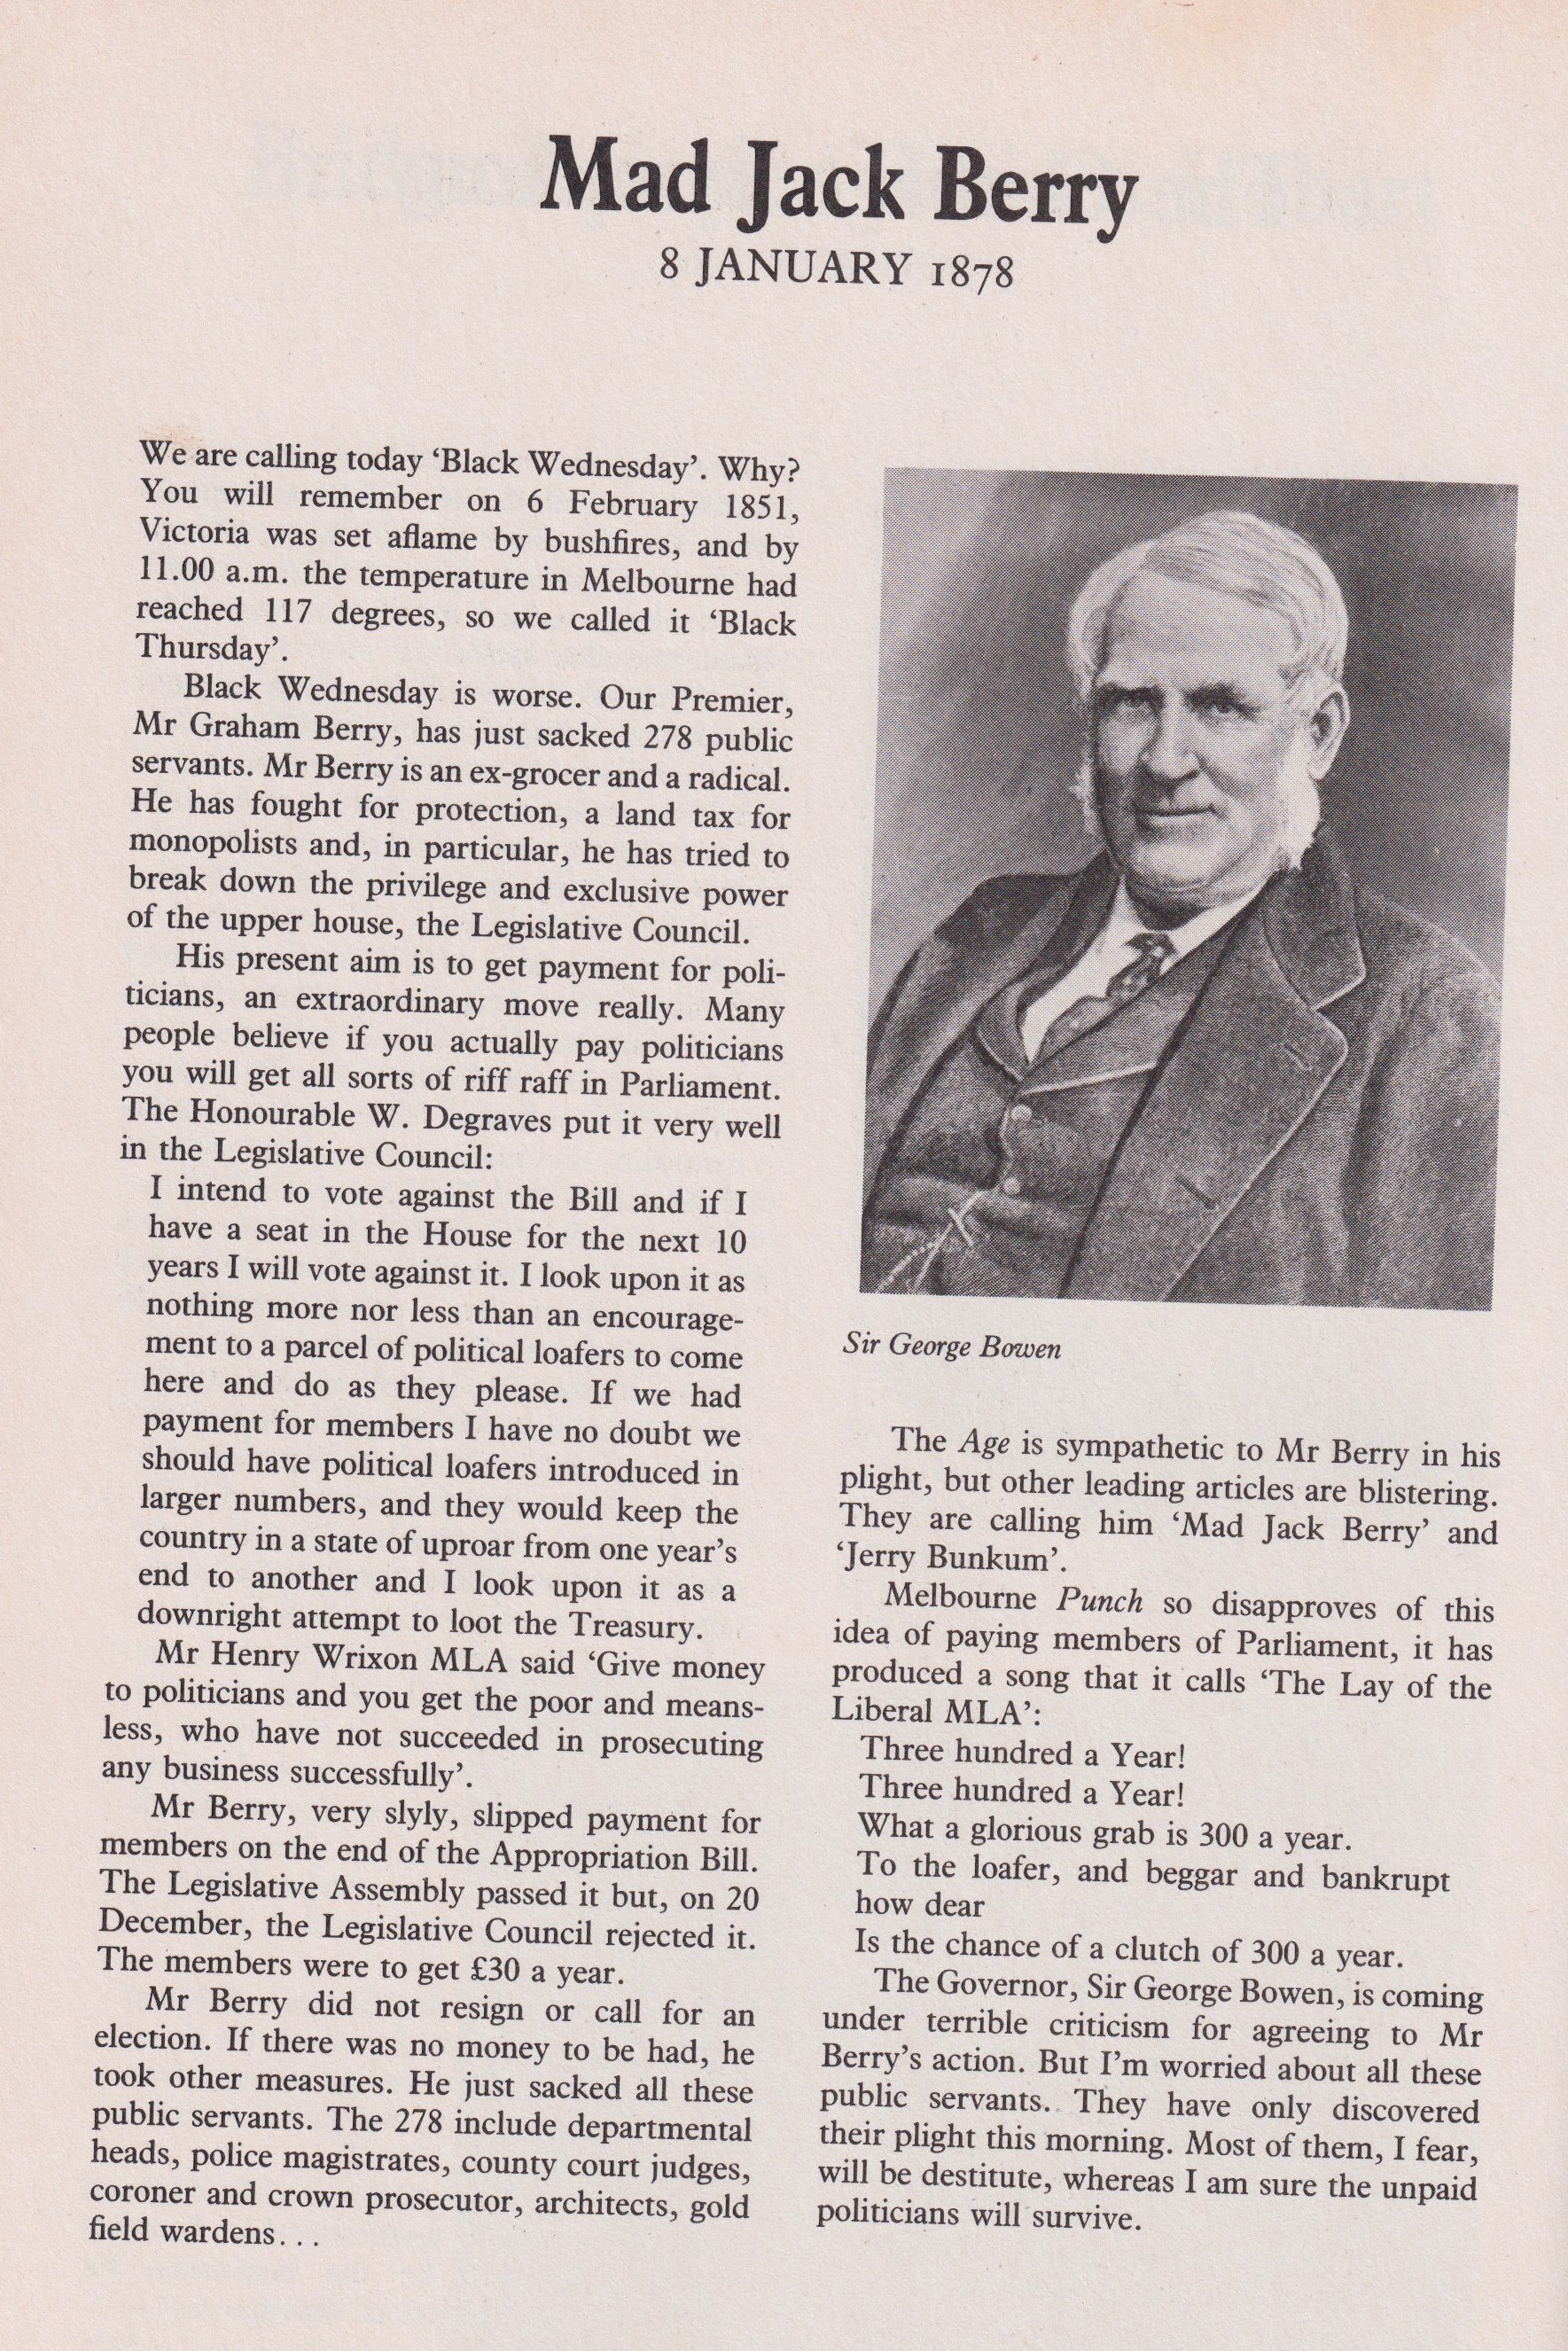 Mad Jack Berry
8 JANUARY 1878
We are calling today ‘Black Wednesday’. Why?
You will remember on 6 February 1851,
Victoria was set aflame by bushfires, and by
11.00 a.m. the temperature in Melbourne had
reached 117 degrees, so we called it ‘Black
Thursday’.
Black Wednesday is worse. Our Premier,
Mr Graham Berry, has just sacked 278 public
servants. Mr Berry is an ex-grocer and a radical.
He has fought for protection, a land tax for
monopolists and, in particular, he has tried to
break down the privilege and exclusive power
of the upper house, the Legislative Council.
His present aim is to get payment for poli-
ticians, an extraordinary move really. Many
people believe if you actually pay politicians
you will get all sorts of riff raff in Parliament.
The Honourable W. Degraves put it very well
in the Legislative Council:
I intend to vote against the Bill and if I
have a seat in the House for the next 10
years I will vote against it. I look upon it as
nothing more nor less than an encourage-
ment to a parcel of political loafers to come
here and do as they please. If we had
payment for members I have no doubt we
should have political loafers introduced in
larger numbers, and they would keep the
country in a state of uproar from one year’s
end to another and I look upon it as a
downright attempt to loot the Treasury.
Mr Henry Wrixon MLA said ‘Give money
to politicians and you get the poor and means-
less, who have not succeeded in prosecuting
any business successfully’.
Mr Berry, very slyly, slipped payment for
members on the end of the Appropriation Bill.
The Legislative Assembly passed it but, on 20
December, the Legislative Council rejected it.
The members were to get £30 a year.
Mr Berry did not resign or call for an
election. If there was no money to be had, he
took other measures. He just sacked all these
public servants. The 278 include departmental
heads, police magistrates, county court judges,
coroner and crown prosecutor, architects, gold
field wardens...
Sir George Bowen
The Age is sympathetic to Mr Berry in his
plight, but other leading articles are blistering.
They are calling him ‘Mad Jack Berry’ and
‘Jerry Bunkum’.
Melbourne Punch so disapproves of this
idea of paying members of Parliament, it has
produced a song that it calls ‘The Lay of the
Liberal MLA’:
Three hundred a Year!
Three hundred a Year!
What a glorious grab is 300 a year.
To the loafer, and beggar and bankrupt
how dear
Is the chance of a clutch of 300 a year.
The Governor, Sir George Bowen, is coming
under terrible criticism for agreeing to Mr
Berry’s action. But I’m worried about all these
public servants. They have only discovered
their plight this morning. Most of them, I fear,
will be destitute, whereas I am sure the unpaid
politicians will survive.